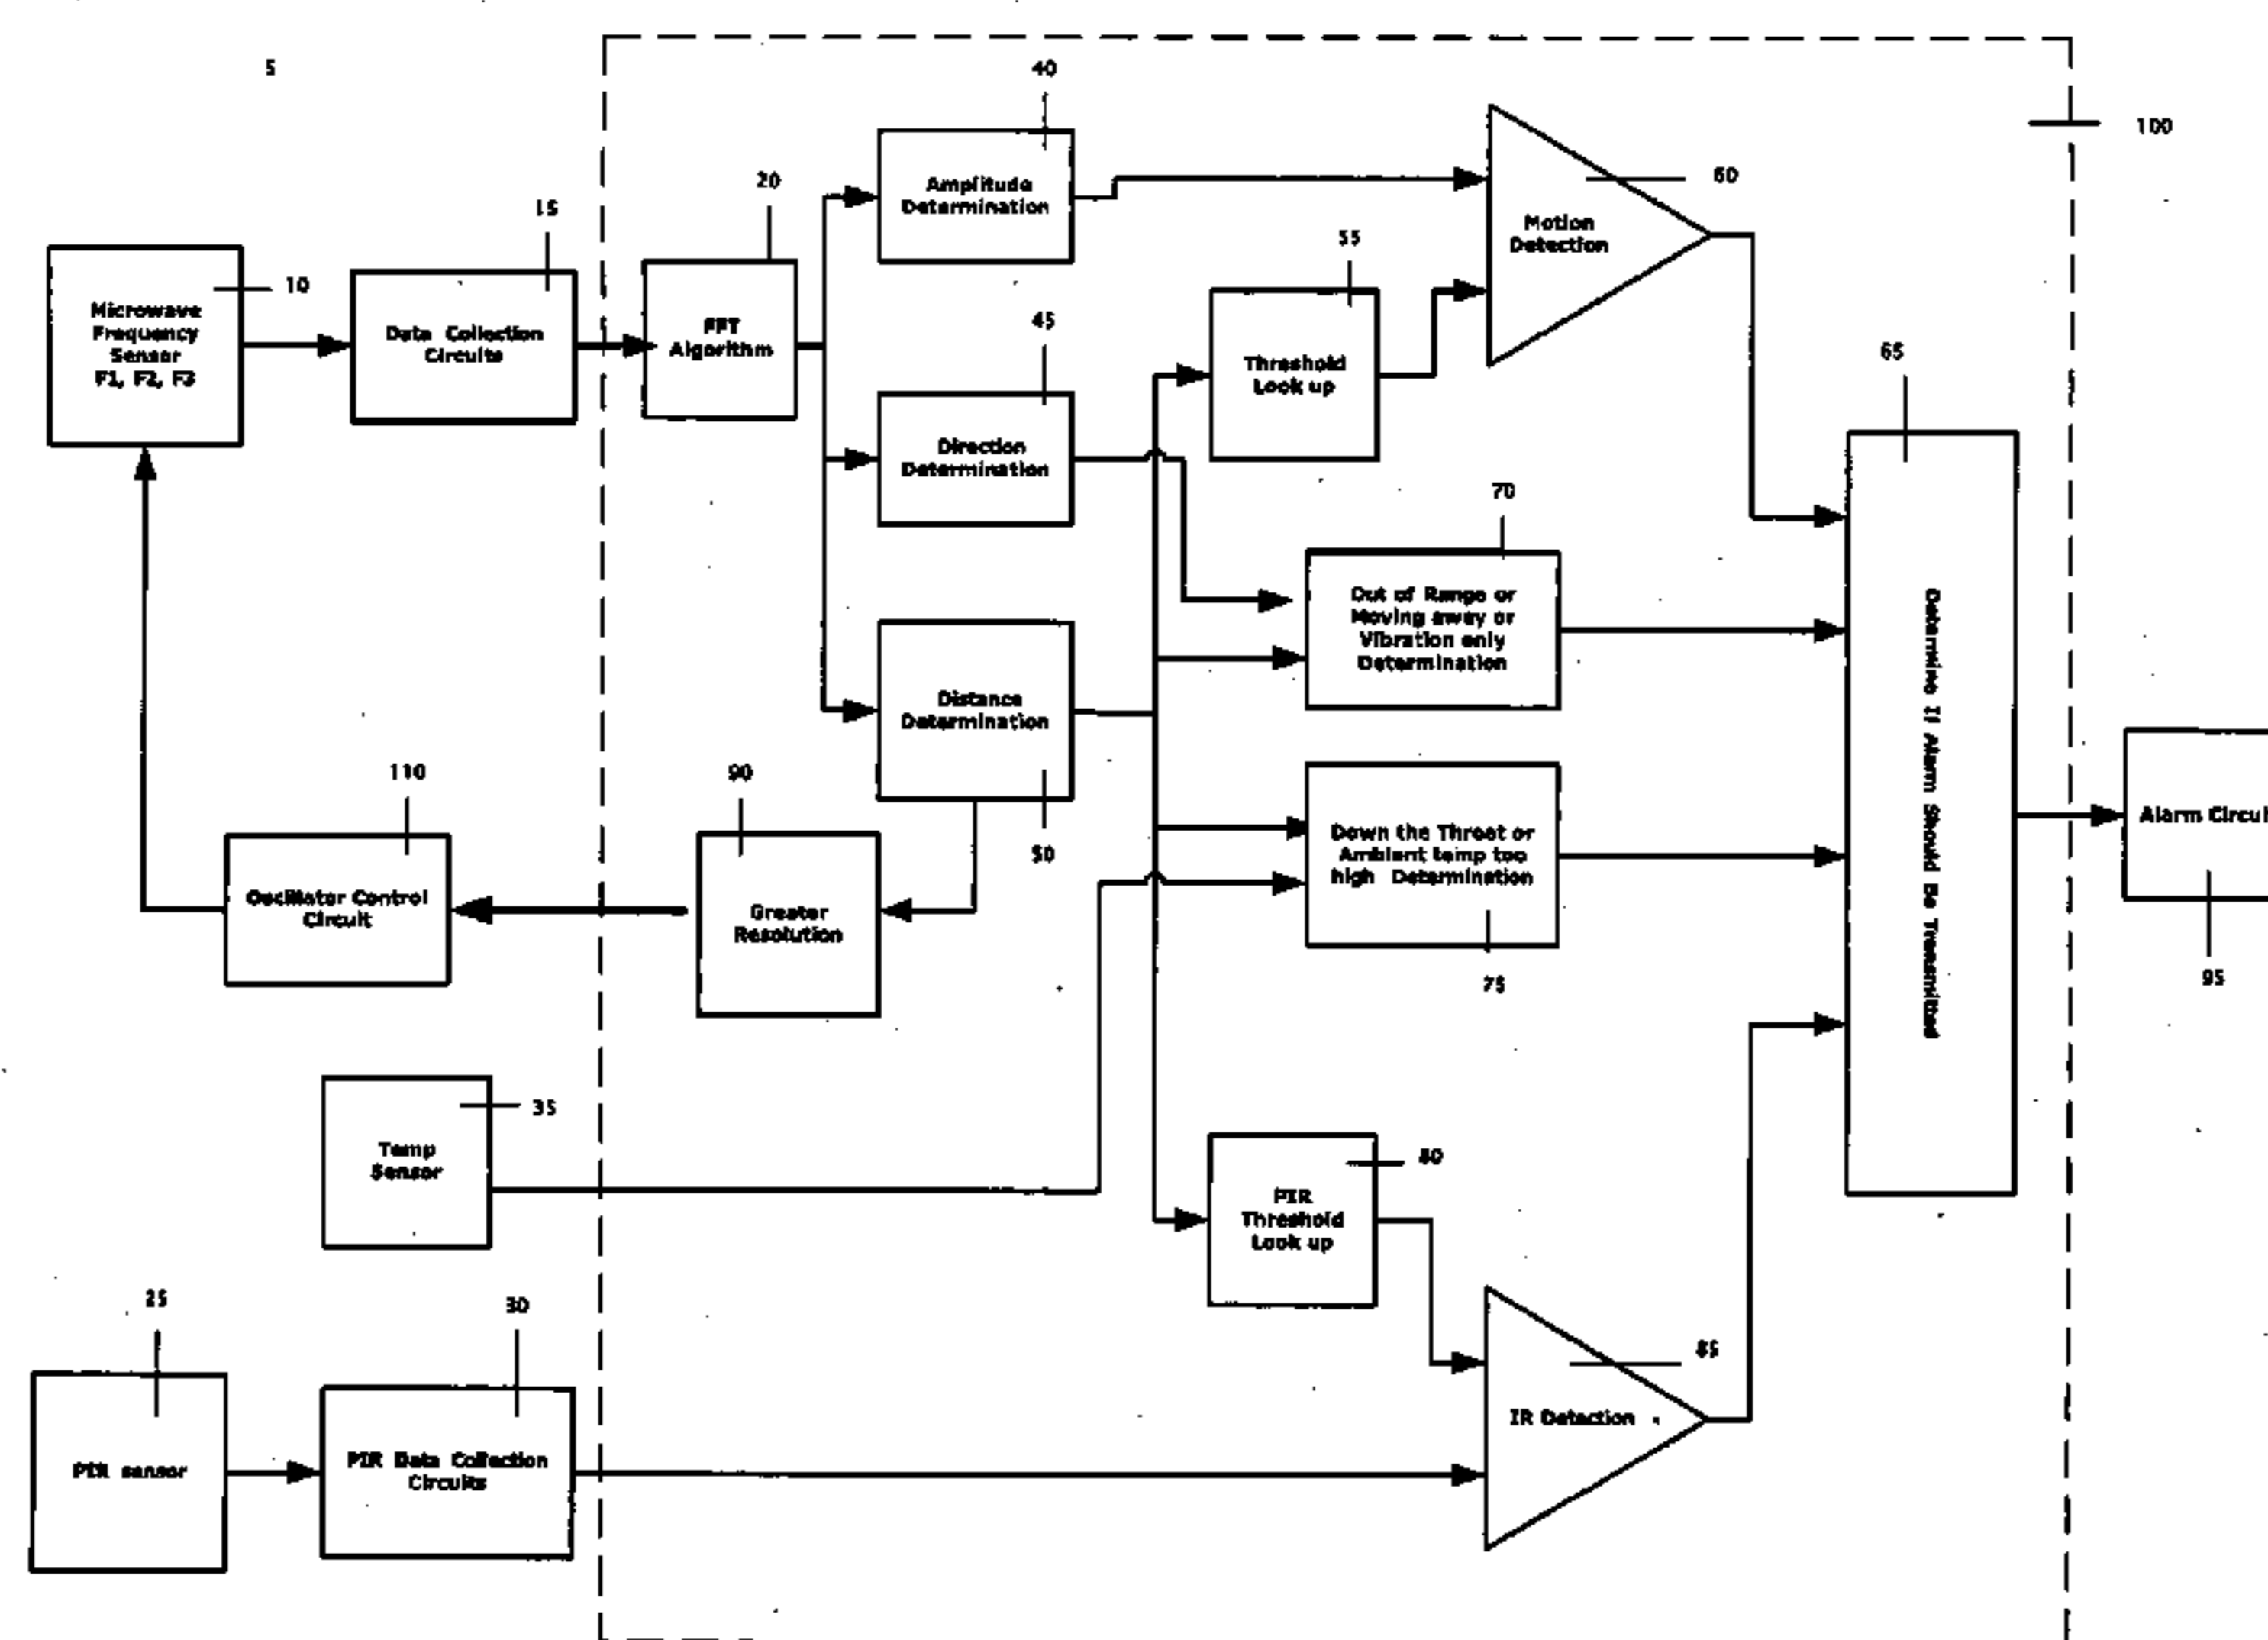 5
40
100
20
Amplitude
Determination
60
15
Motion
Detection
55
10
Microwave
Frequency
Sensor
F1, F2, F3
Data Collection
Circuits
FFT
Algorithm
45
Threshold
Look up
65
Direction
Determination
70
Out of Range or
Moving away or
Vibration only
Determination
Distance
Determination
110
90
50
Down the Throat or
Ambient temp too
high Determination
Determine If Alarm Should Be Transmitted
Alarm Circui
Oscillator Control
Circuit
Greater
Resolution
75
95
35
Temp
Sensor
80
PIR
Threshold
Look up
25
30
85
IR Detection
PIR sensor
PIR Data Collection
Circuits